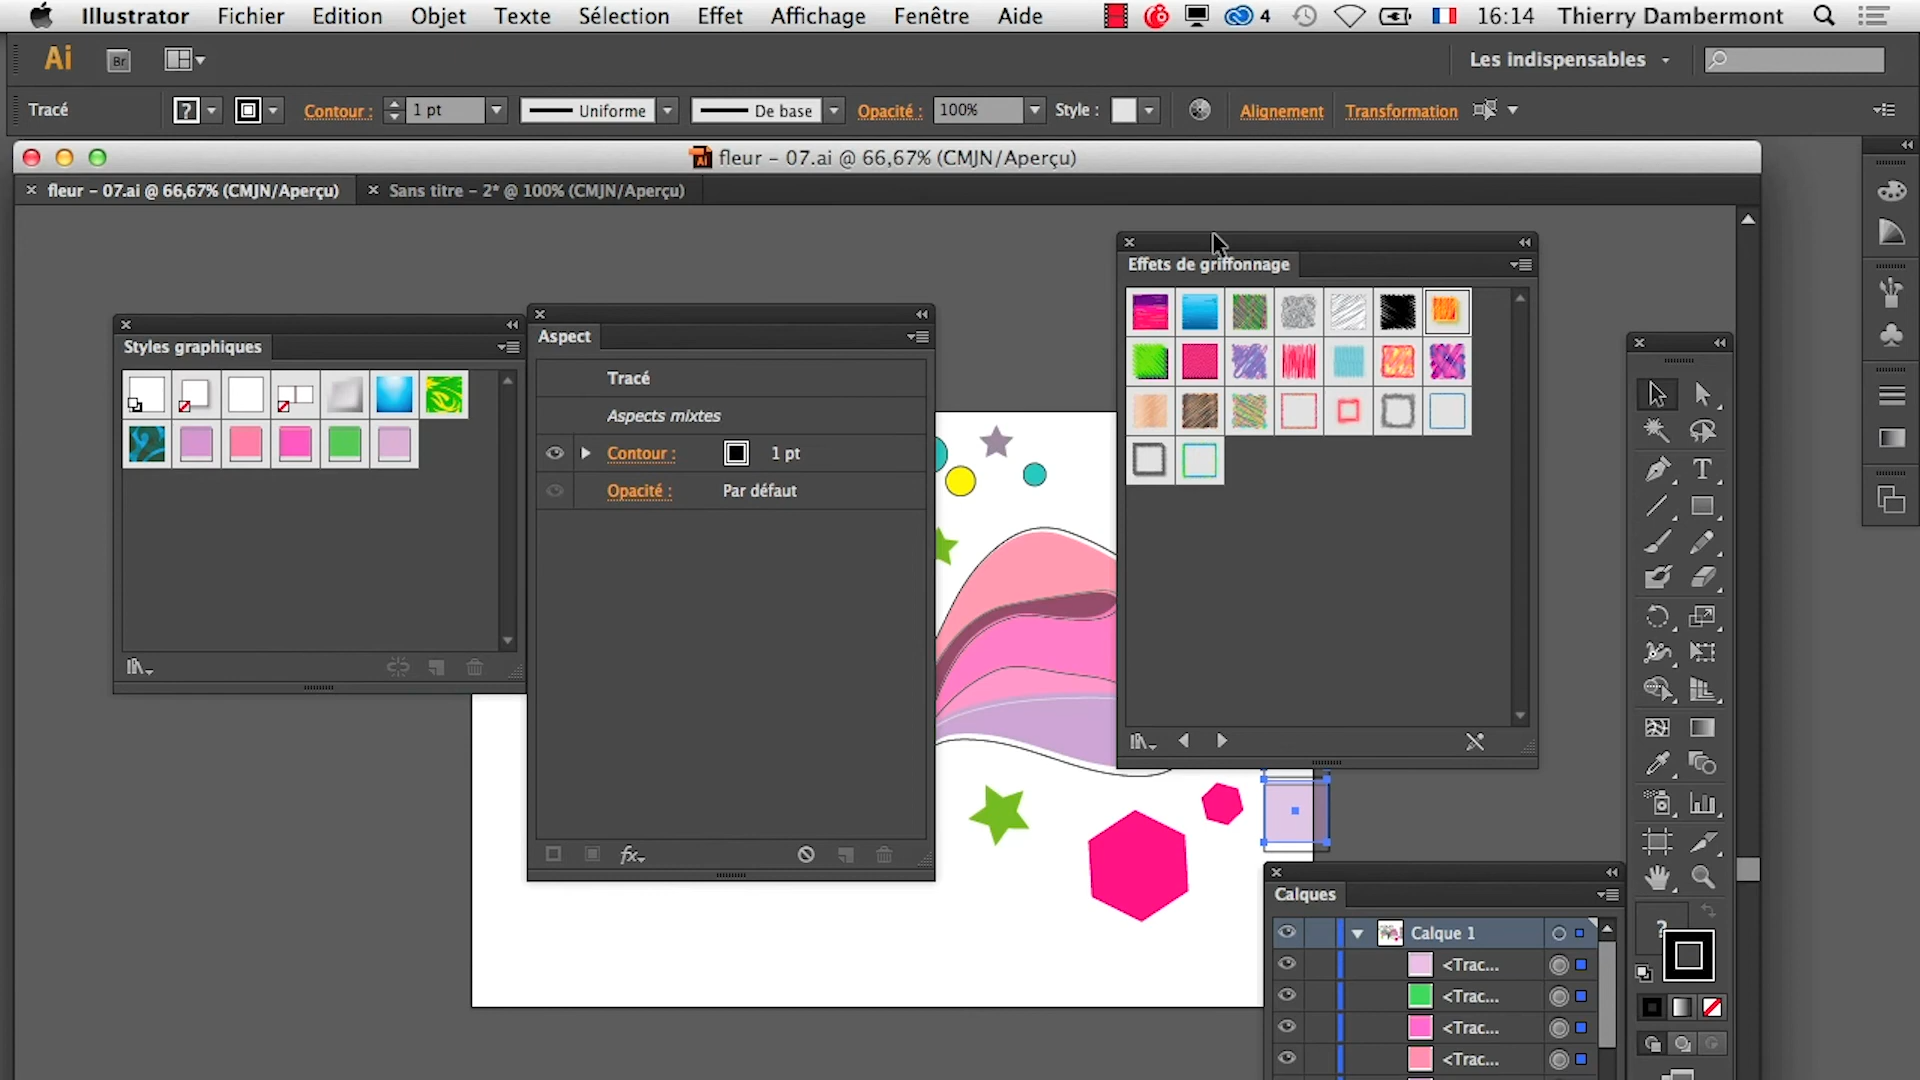 Illustrator Fichier Edition Objet Texte Sélection Effet Affichage Fenêtre Aide 4 16:14 Thierry Dambermont
Ai Br Les indispensables
Tracé ? Contour : 1 pt Uniforme De base Opacité : 100% Style : Alignement Transformation
fleur – 07.ai @ 66,67% (CMJN/Aperçu)
fleur – 07.ai @ 66,67% (CMJN/Aperçu) Sans titre – 2* @ 100% (CMJN/Aperçu)
Effets de griffonnage
Styles graphiques
Aspect
Tracé
Aspects mixtes
Contour : 1 pt
Opacité : Par défaut
fx
T
Calques
Calque 1
<Trac...
<Trac...
<Trac...
<Trac...
?